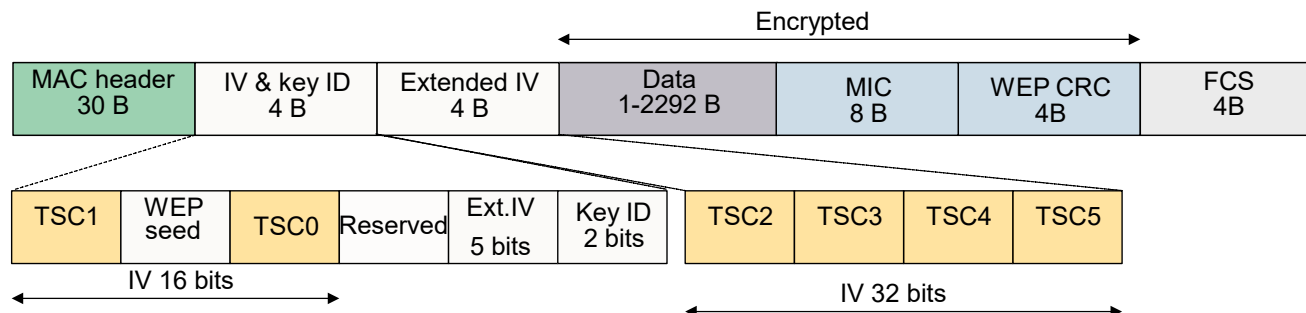 Encrypted
MAC header
30 B
IV & key ID
4 B
Extended IV
4 B
Data
1-2292 B
MIC
8 B
WEP CRC
4B
FCS
4B
TSC1
WEP
seed
TSC0
Reserved
Ext.IV
5 bits
Key ID
2 bits
TSC2
TSC3
TSC4
TSC5
IV 16 bits
IV 32 bits